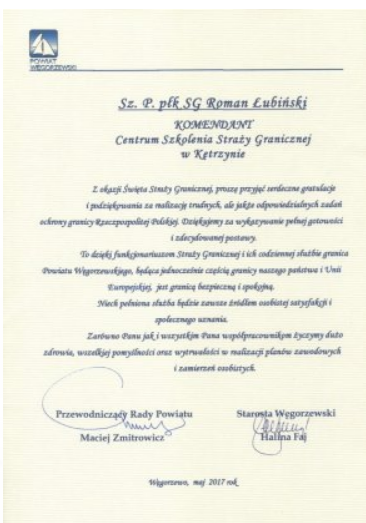 POWIAT
WĘGORZEWSKI
Sz. P. płk SG Roman Łubiński
KOMENDANT
Centrum Szkolenia Straży Granicznej
w Kętrzynie
Z okazji Święta Straży Granicznej, proszę przyjąć serdeczne gratulacje
i podziękowania za realizację trudnych, ale jakże odpowiedzialnych zadań
ochrony granicy Rzeczypospolitej Polskiej. Dziękujemy za wykazywanie pełnej gotowości
i zdecydowanej postawy.
To dzięki funkcjonariuszom Straży Granicznej i ich codziennej służbie granica
Powiatu Węgorzewskiego, będąca jednocześnie częścią granicy naszego państwa i Unii
Europejskiej, jest granicą bezpieczną i spokojną.
Niech pełniona służba będzie zawsze źródłem osobistej satysfakcji i
społecznego uznania.
Zarówno Panu jak i wszystkim Pana współpracownikom życzymy dużo
zdrowia, wszelkiej pomyślności oraz wytrwałości w realizacji planów zawodowych
i zamierzeń osobistych.
Przewodniczący Rady Powiatu Starosta Węgorzewski
Maciej Zmitrowicz Halina Faj
Węgorzewo, maj 2017 rok